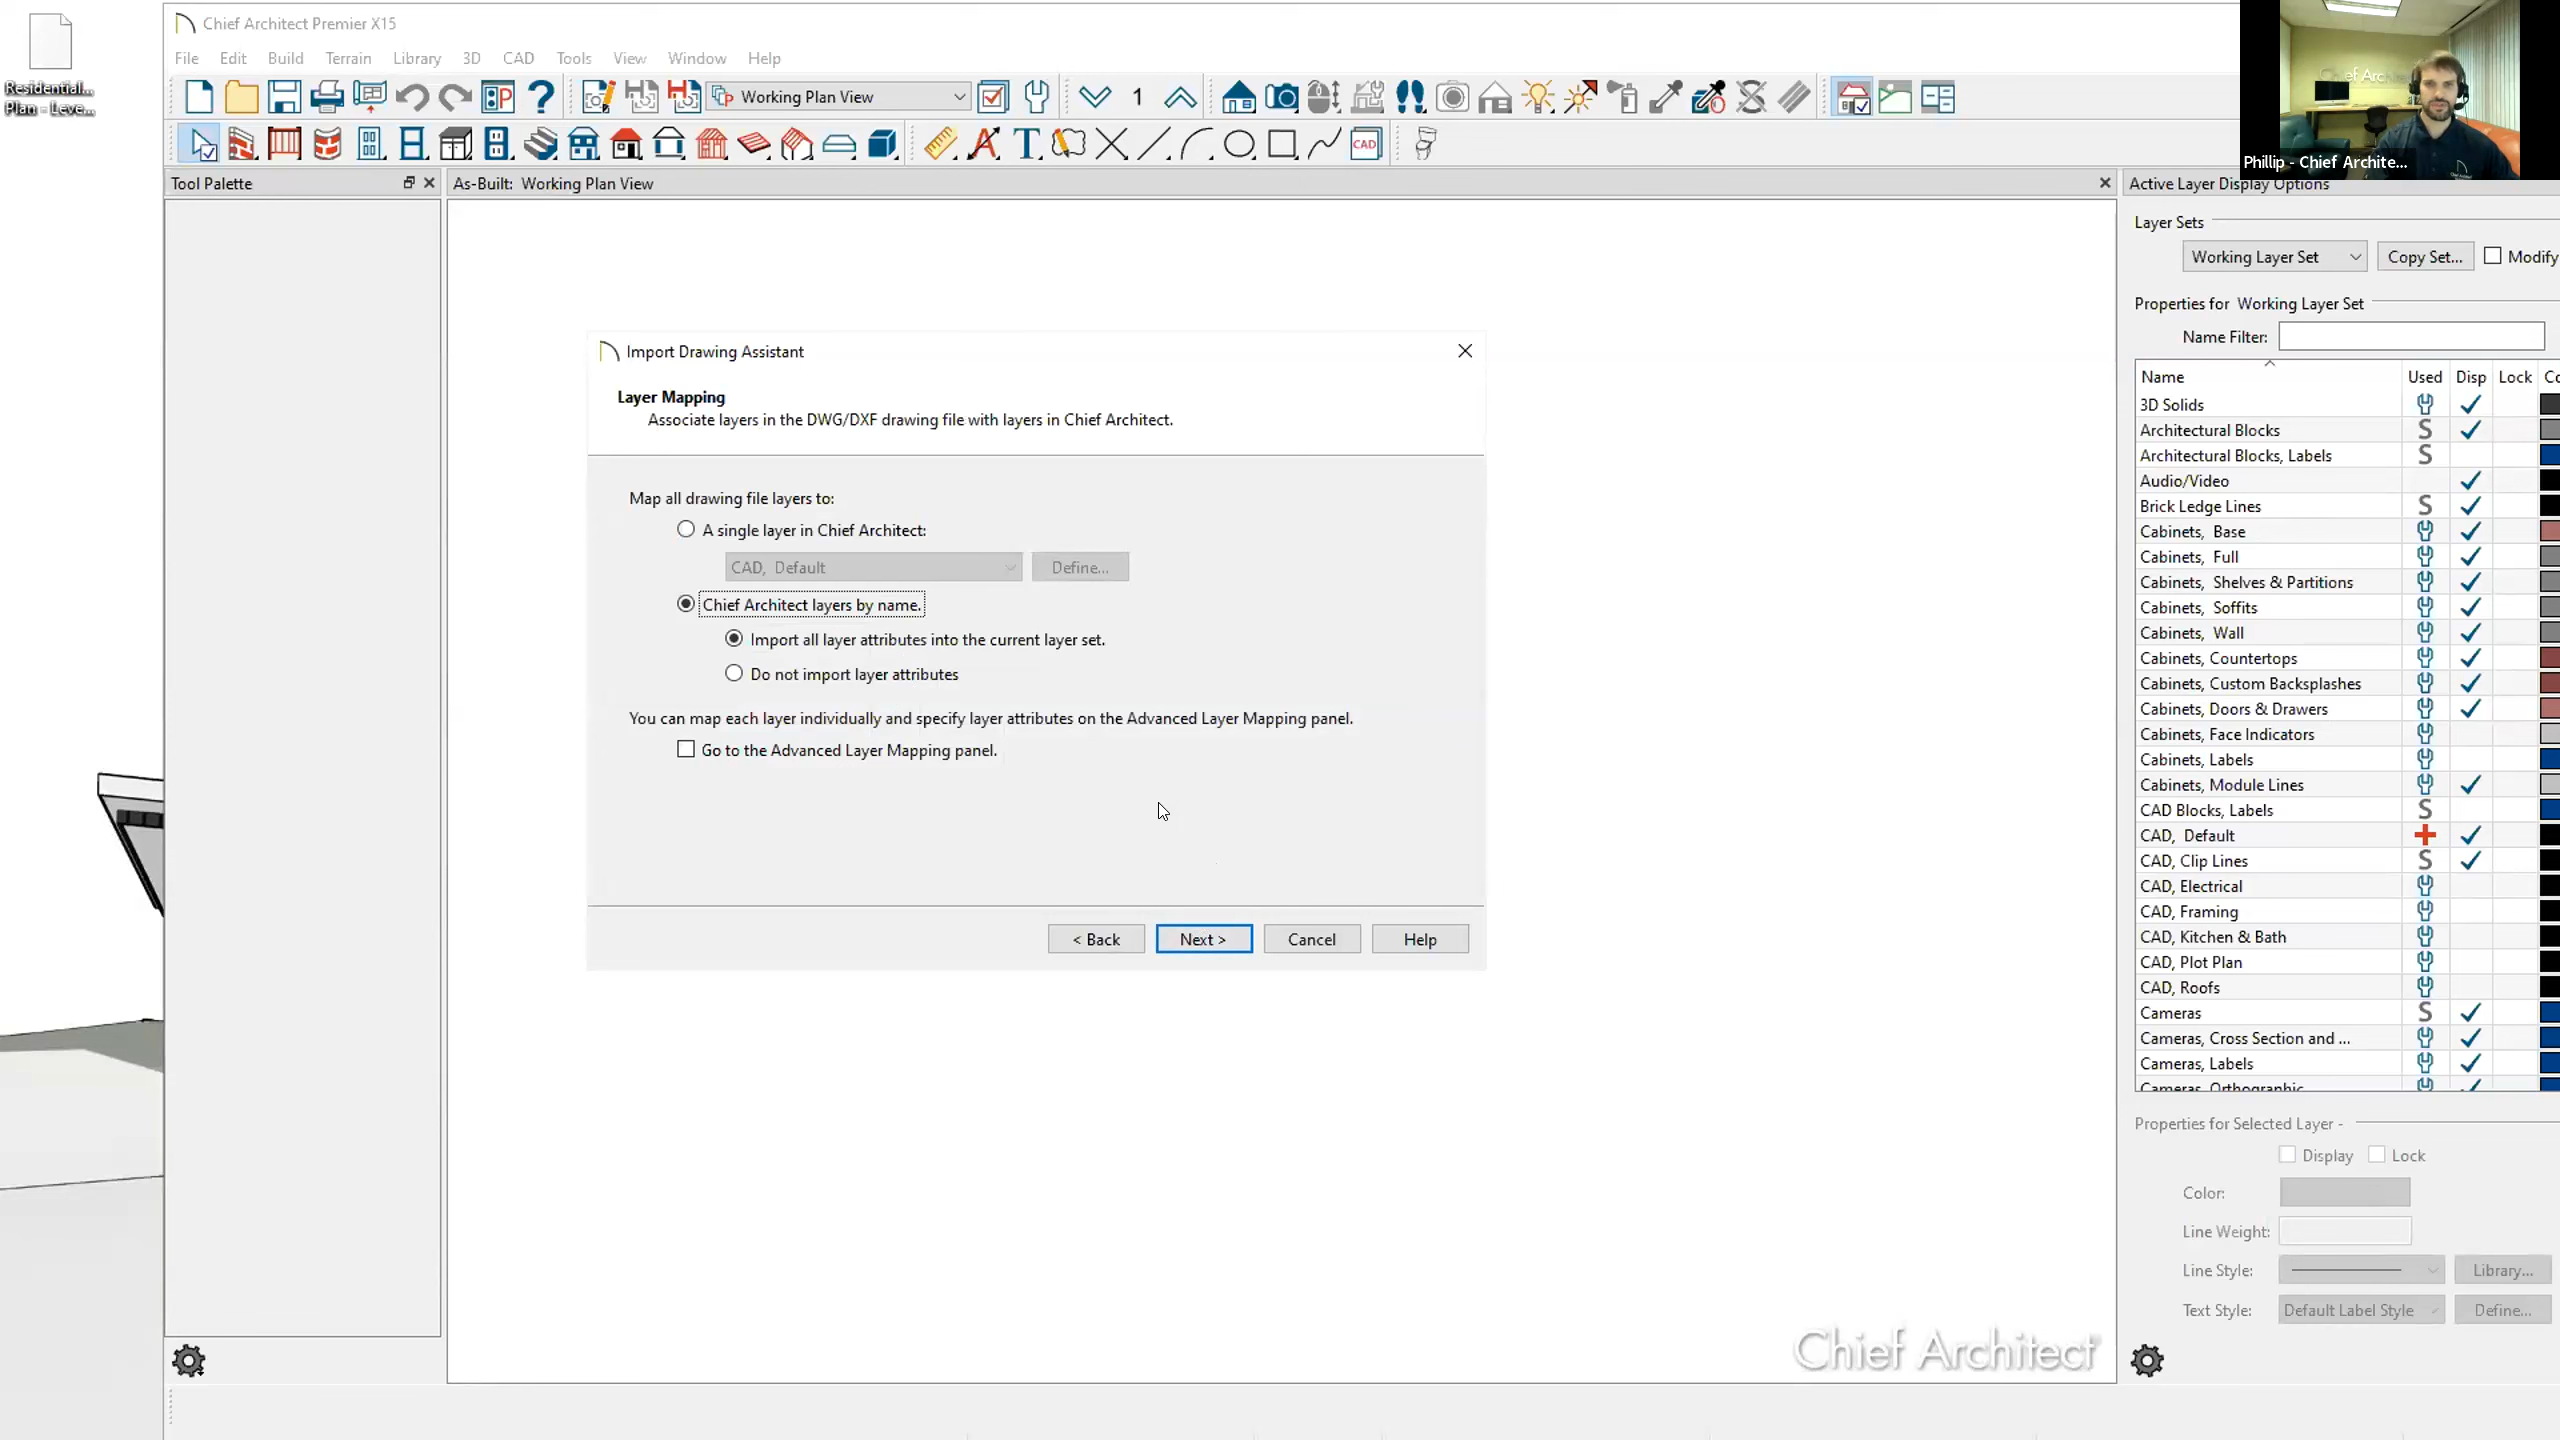 Residential...
Plan - Leve...
Chief Architect Premier X15
File Edit Build Terrain Library 3D CAD Tools View Window Help
Working Plan View
1
CAD
Phillip - Chief Archite...
Tool Palette
As-Built: Working Plan View
Active Layer Display Options
Layer Sets
Working Layer Set
Copy Set...
Modify
Properties for Working Layer Set
Name Filter:
Name Used Disp Lock Co
3D Solids
Architectural Blocks S
Architectural Blocks, Labels S
Audio/Video
Brick Ledge Lines S
Cabinets, Base
Cabinets, Full
Cabinets, Shelves & Partitions
Cabinets, Soffits
Cabinets, Wall
Cabinets, Countertops
Cabinets, Custom Backsplashes
Cabinets, Doors & Drawers
Cabinets, Face Indicators
Cabinets, Labels
Cabinets, Module Lines
CAD Blocks, Labels S
CAD, Default
CAD, Clip Lines S
CAD, Electrical
CAD, Framing
CAD, Kitchen & Bath
CAD, Plot Plan
CAD, Roofs
Cameras S
Cameras, Cross Section and ...
Cameras, Labels
Cameras, Orthographic
Properties for Selected Layer -
Display Lock
Color:
Line Weight:
Line Style: Library...
Text Style: Default Label Style Define...
Import Drawing Assistant
Layer Mapping
Associate layers in the DWG/DXF drawing file with layers in Chief Architect.
Map all drawing file layers to:
A single layer in Chief Architect:
CAD, Default Define...
Chief Architect layers by name.
Import all layer attributes into the current layer set.
Do not import layer attributes
You can map each layer individually and specify layer attributes on the Advanced Layer Mapping panel.
Go to the Advanced Layer Mapping panel.
< Back Next > Cancel Help
Chief Architect